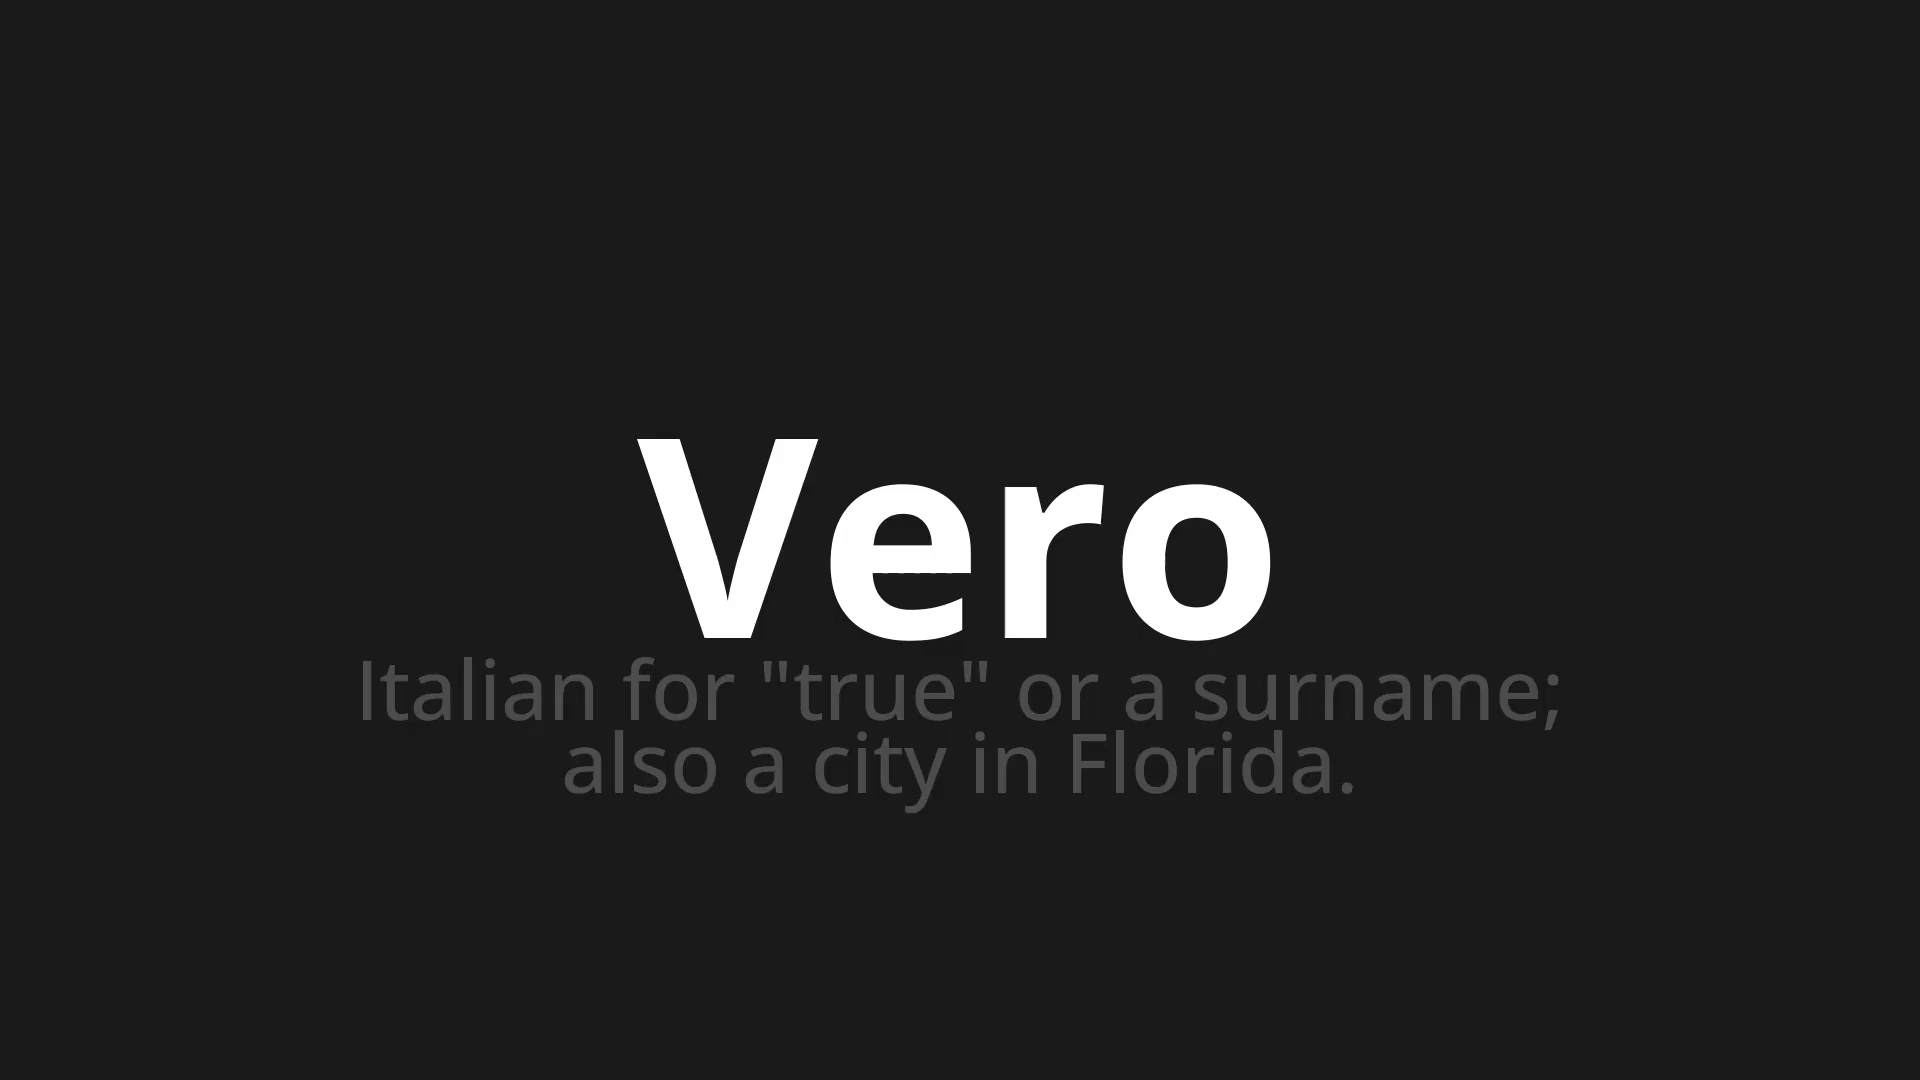 Vero
Italian for "true" or a surname;
also a city in Florida.